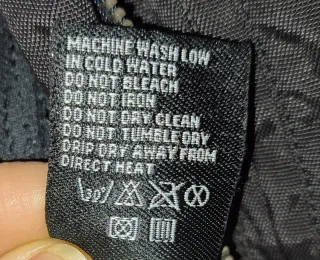 MACHINE WASH LOW
IN COLD WATER
DO NOT BLEACH
DO NOT IRON
DO NOT DRY CLEAN
DO NOT TUMBLE DRY
DRIP DRY AWAY FROM
DIRECT HEAT
30°